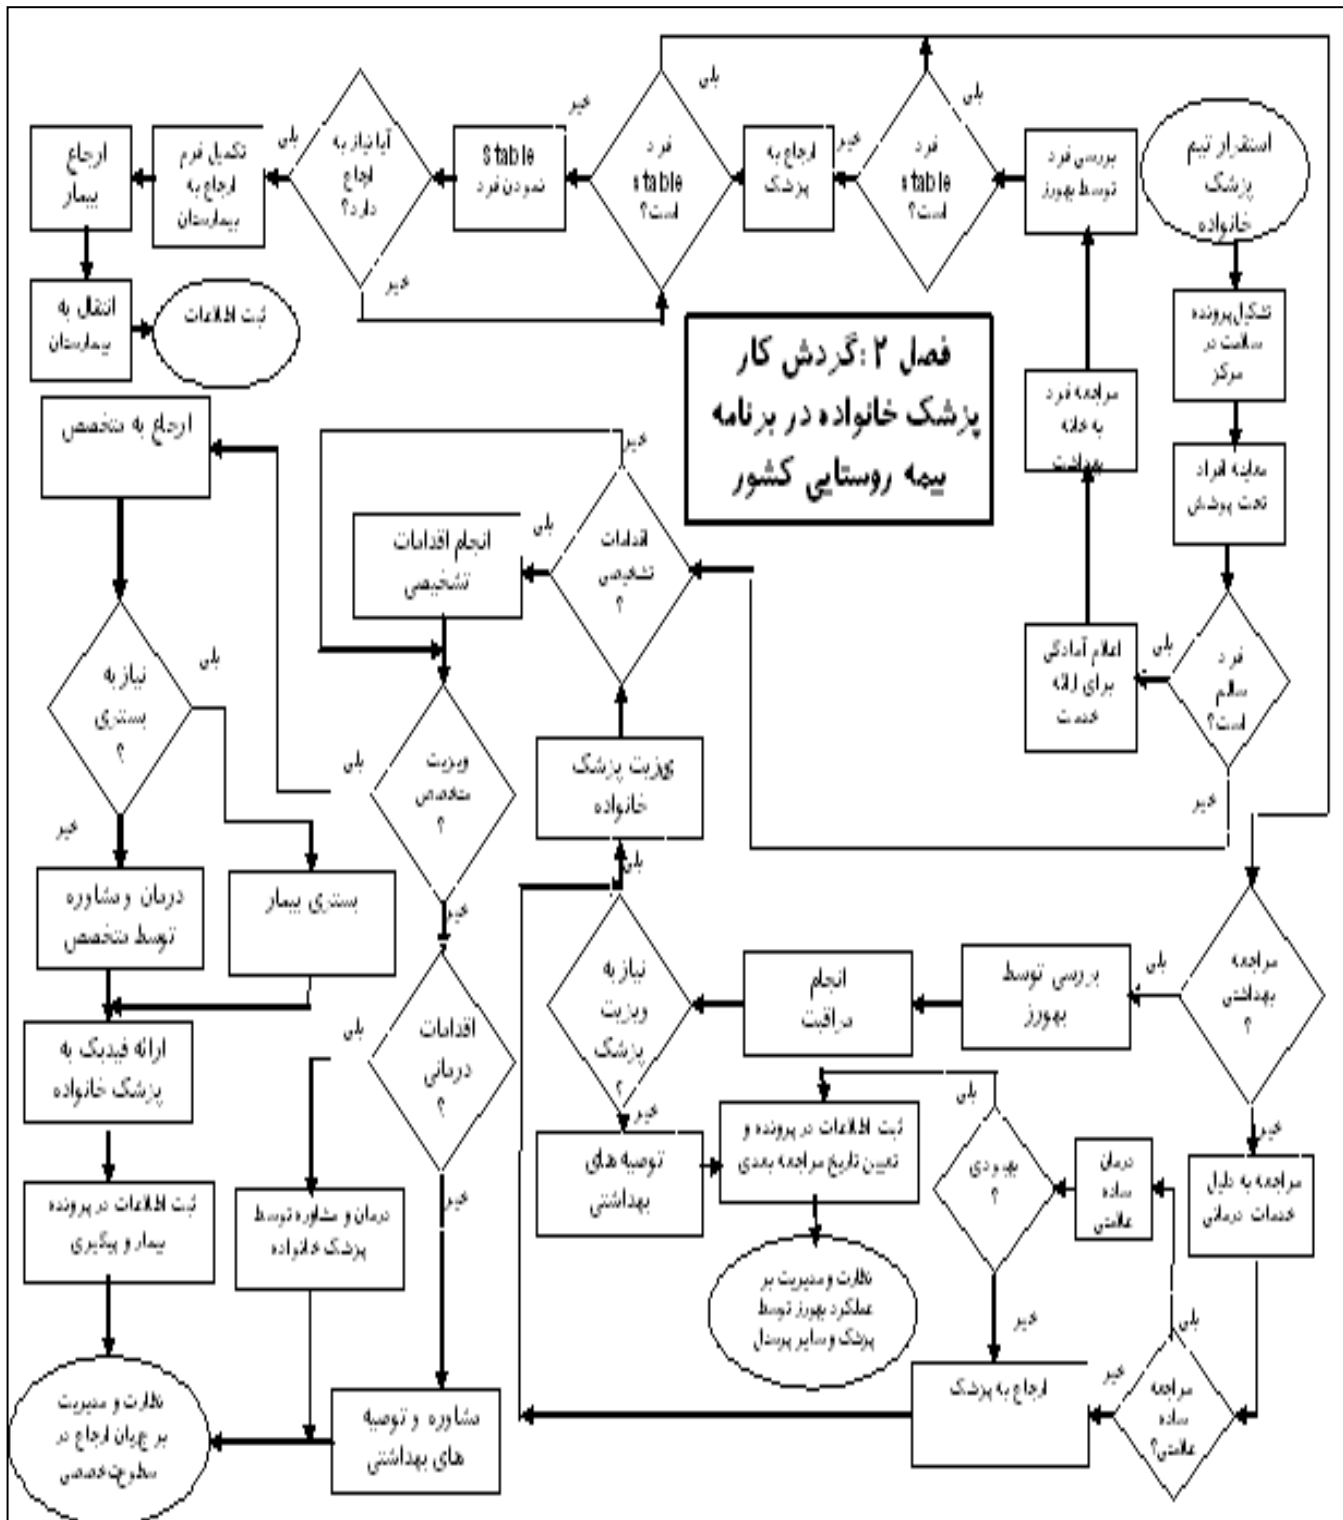 استقرار تیم
پزشک
خانواده
تشکیل پرونده
سلامت در
مرکز
معاینه افراد
تحت پوشش
فرد
سالم
است؟
بلی
خیر
اعلام آمادگی
برای ارائه
خدمت
مراجعه فرد
به خانه
بهداشت
بررسی فرد
توسط بهورز
فرد
stable
است؟
بلی
خیر
ارجاع به
پزشک
فرد
stable
است؟
بلی
خیر
stable
نمودن فرد
آیا نیاز به
ارجاع
دارد؟
بلی
خیر
تکمیل فرم
ارجاع به
بیمارستان
ارجاع
بیمار
انتقال به
بیمارستان
ثبت اطلاعات
فصل ۲ :گردش کار
پزشک خانواده در برنامه
بیمه روستایی کشور
مراجعه
بهداشتی
؟
بلی
خیر
بررسی توسط
بهورز
انجام
مراقبت
نیاز به
ویزیت
پزشک
؟
بلی
خیر
توصیه های
بهداشتی
ثبت اطلاعات در پرونده و
تعیین تاریخ مراجعه بعدی
نظارت و مدیریت بر
عملکرد بهورز توسط
پزشک و سایر پرسنل
مراجعه به دلیل
خدمات درمانی
مراجعه
ساده
علامتی؟
بلی
خیر
درمان
ساده
علامتی
بهبودی
؟
بلی
خیر
ارجاع به پزشک
یزیت پزشک
خانواده
اقدامات
تشخیصی
؟
بلی
خیر
انجام اقدامات
تشخیصی
ویزیت
متخصص
؟
بلی
خیر
اقدامات
درمانی
؟
بلی
خیر
درمان و مشاوره توسط
پزشک خانواده
مشاوره و توصیه
های بهداشتی
ارجاع به متخصص
نیاز به
بستری
؟
بلی
خیر
بستری بیمار
درمان و مشاوره
توسط متخصص
ارائه فیدبک به
پزشک خانواده
ثبت اطلاعات در پرونده
بیمار و پیگیری
نظارت و مدیریت
بر جریان ارجاع در
سطوح تخصصی